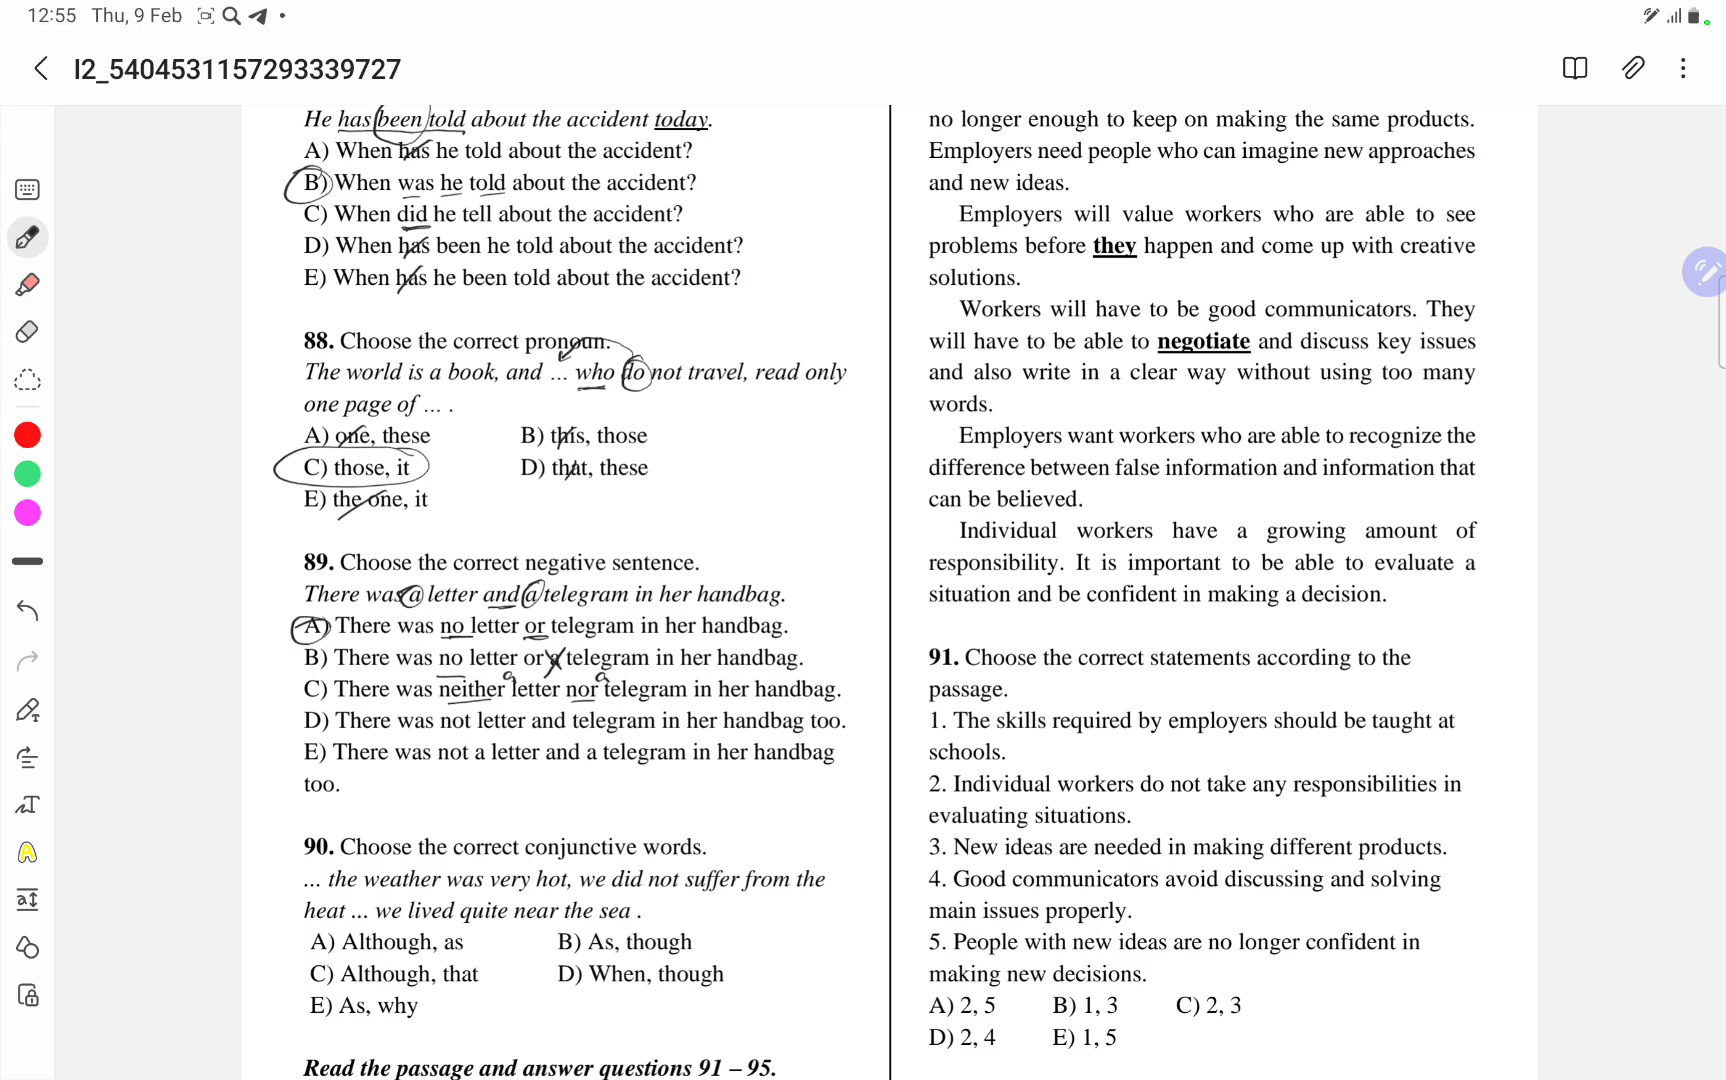 12:55 Thu, 9 Feb
I2_5404531157293339727
He has been told about the accident today.
A) When has he told about the accident?
B) When was he told about the accident?
C) When did he tell about the accident?
D) When has been he told about the accident?
E) When has he been told about the accident?
88. Choose the correct pronoun.
The world is a book, and ... who do not travel, read only
one page of ... .
A) one, these B) this, those
C) those, it D) that, these
E) the one, it
89. Choose the correct negative sentence.
There was a letter and a telegram in her handbag.
A) There was no letter or telegram in her handbag.
B) There was no letter or a telegram in her handbag.
a a
C) There was neither letter nor telegram in her handbag.
D) There was not letter and telegram in her handbag too.
E) There was not a letter and a telegram in her handbag
too.
90. Choose the correct conjunctive words.
... the weather was very hot, we did not suffer from the
heat ... we lived quite near the sea .
A) Although, as B) As, though
C) Although, that D) When, though
E) As, why
Read the passage and answer questions 91 – 95.
no longer enough to keep on making the same products.
Employers need people who can imagine new approaches
and new ideas.
Employers will value workers who are able to see
problems before they happen and come up with creative
solutions.
Workers will have to be good communicators. They
will have to be able to negotiate and discuss key issues
and also write in a clear way without using too many
words.
Employers want workers who are able to recognize the
difference between false information and information that
can be believed.
Individual workers have a growing amount of
responsibility. It is important to be able to evaluate a
situation and be confident in making a decision.
91. Choose the correct statements according to the
passage.
1. The skills required by employers should be taught at
schools.
2. Individual workers do not take any responsibilities in
evaluating situations.
3. New ideas are needed in making different products.
4. Good communicators avoid discussing and solving
main issues properly.
5. People with new ideas are no longer confident in
making new decisions.
A) 2, 5 B) 1, 3 C) 2, 3
D) 2, 4 E) 1, 5